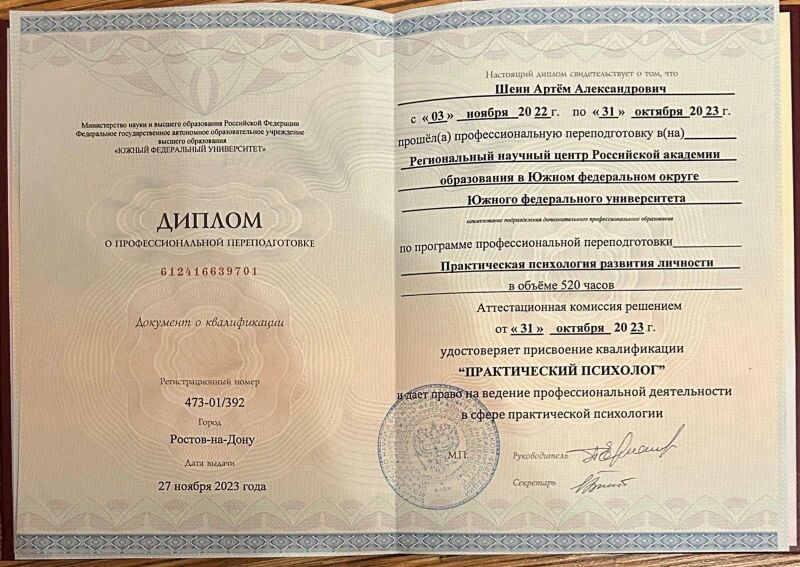 Министерство науки и высшего образования Российской Федерации
Федеральное государственное автономное образовательное учреждение
высшего образования
«ЮЖНЫЙ ФЕДЕРАЛЬНЫЙ УНИВЕРСИТЕТ»
ДИПЛОМ
О ПРОФЕССИОНАЛЬНОЙ ПЕРЕПОДГОТОВКЕ
612416639701
Документ о квалификации
Регистрационный номер
473-01/392
Город
Ростов-на-Дону
Дата выдачи
27 ноября 2023 года
Настоящий диплом свидетельствует о том, что
Шеин Артём Александрович
с «03» ноября 2022 г. по «31» октября 2023 г.
прошёл(а) профессиональную переподготовку в(на)
Региональный научный центр Российской академии
образования в Южном федеральном округе
Южного федерального университета
наименование подразделения дополнительного профессионального образования
по программе профессиональной переподготовки
Практическая психология развития личности
в объёме 520 часов
Аттестационная комиссия решением
от «31» октября 2023 г.
удостоверяет присвоение квалификации
“ПРАКТИЧЕСКИЙ ПСИХОЛОГ”
и дает право на ведение профессиональной деятельности
в сфере практической психологии
М.П.
Руководитель
Секретарь